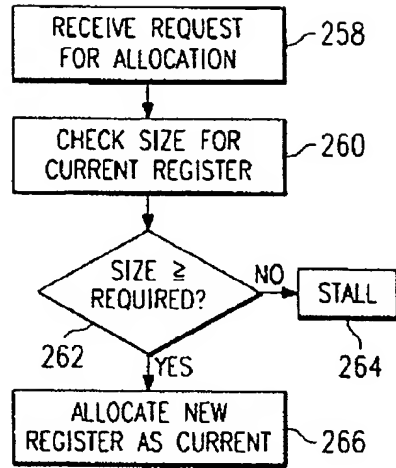 RECEIVE REQUEST
FOR ALLOCATION
258
CHECK SIZE FOR
CURRENT REGISTER
260
SIZE ≧
REQUIRED?
NO
STALL
262
264
YES
ALLOCATE NEW
REGISTER AS CURRENT
266